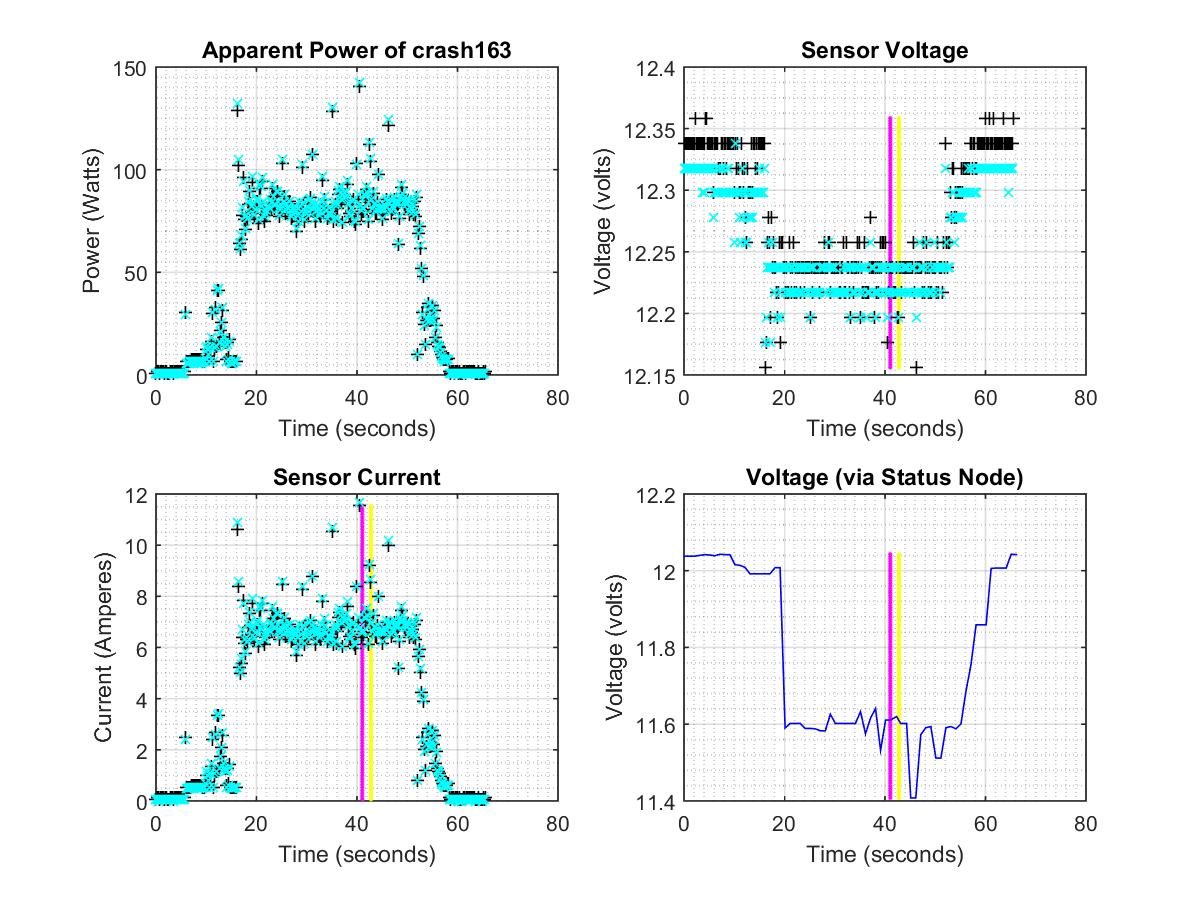 Apparent Power of crash163
150
100
50
0
0 20 40 60 80
Power (Watts)
Time (seconds)
Sensor Voltage
12.4
12.35
12.3
12.25
12.2
12.15
0 20 40 60 80
Voltage (volts)
Time (seconds)
Sensor Current
12
10
8
6
4
2
0
0 20 40 60 80
Current (Amperes)
Time (seconds)
Voltage (via Status Node)
12.2
12
11.8
11.6
11.4
0 20 40 60 80
Voltage (volts)
Time (seconds)